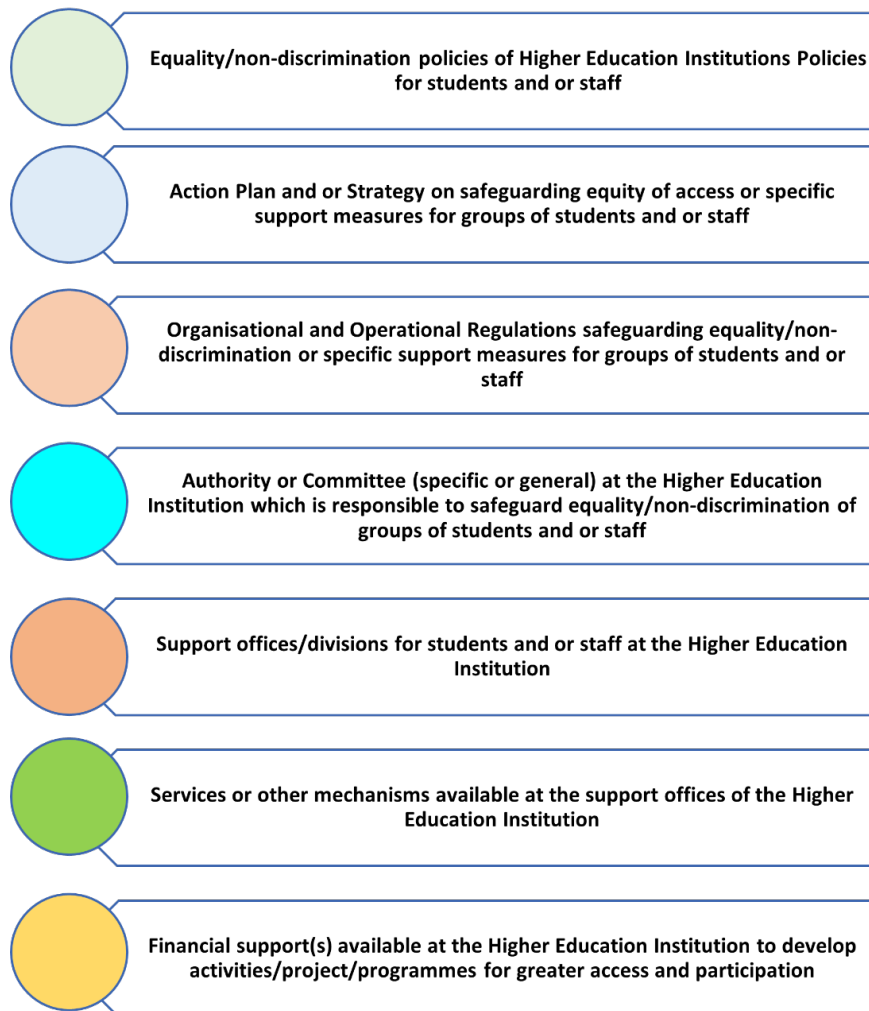 Equality/non-discrimination policies of Higher Education Institutions Policies
for students and or staff
Action Plan and or Strategy on safeguarding equity of access or specific
support measures for groups of students and or staff
Organisational and Operational Regulations safeguarding equality/non-
discrimination or specific support measures for groups of students and or
staff
Authority or Committee (specific or general) at the Higher Education
Institution which is responsible to safeguard equality/non-discrimination of
groups of students and or staff
Support offices/divisions for students and or staff at the Higher Education
Institution
Services or other mechanisms available at the support offices of the Higher
Education Institution
Financial support(s) available at the Higher Education Institution to develop
activities/project/programmes for greater access and participation